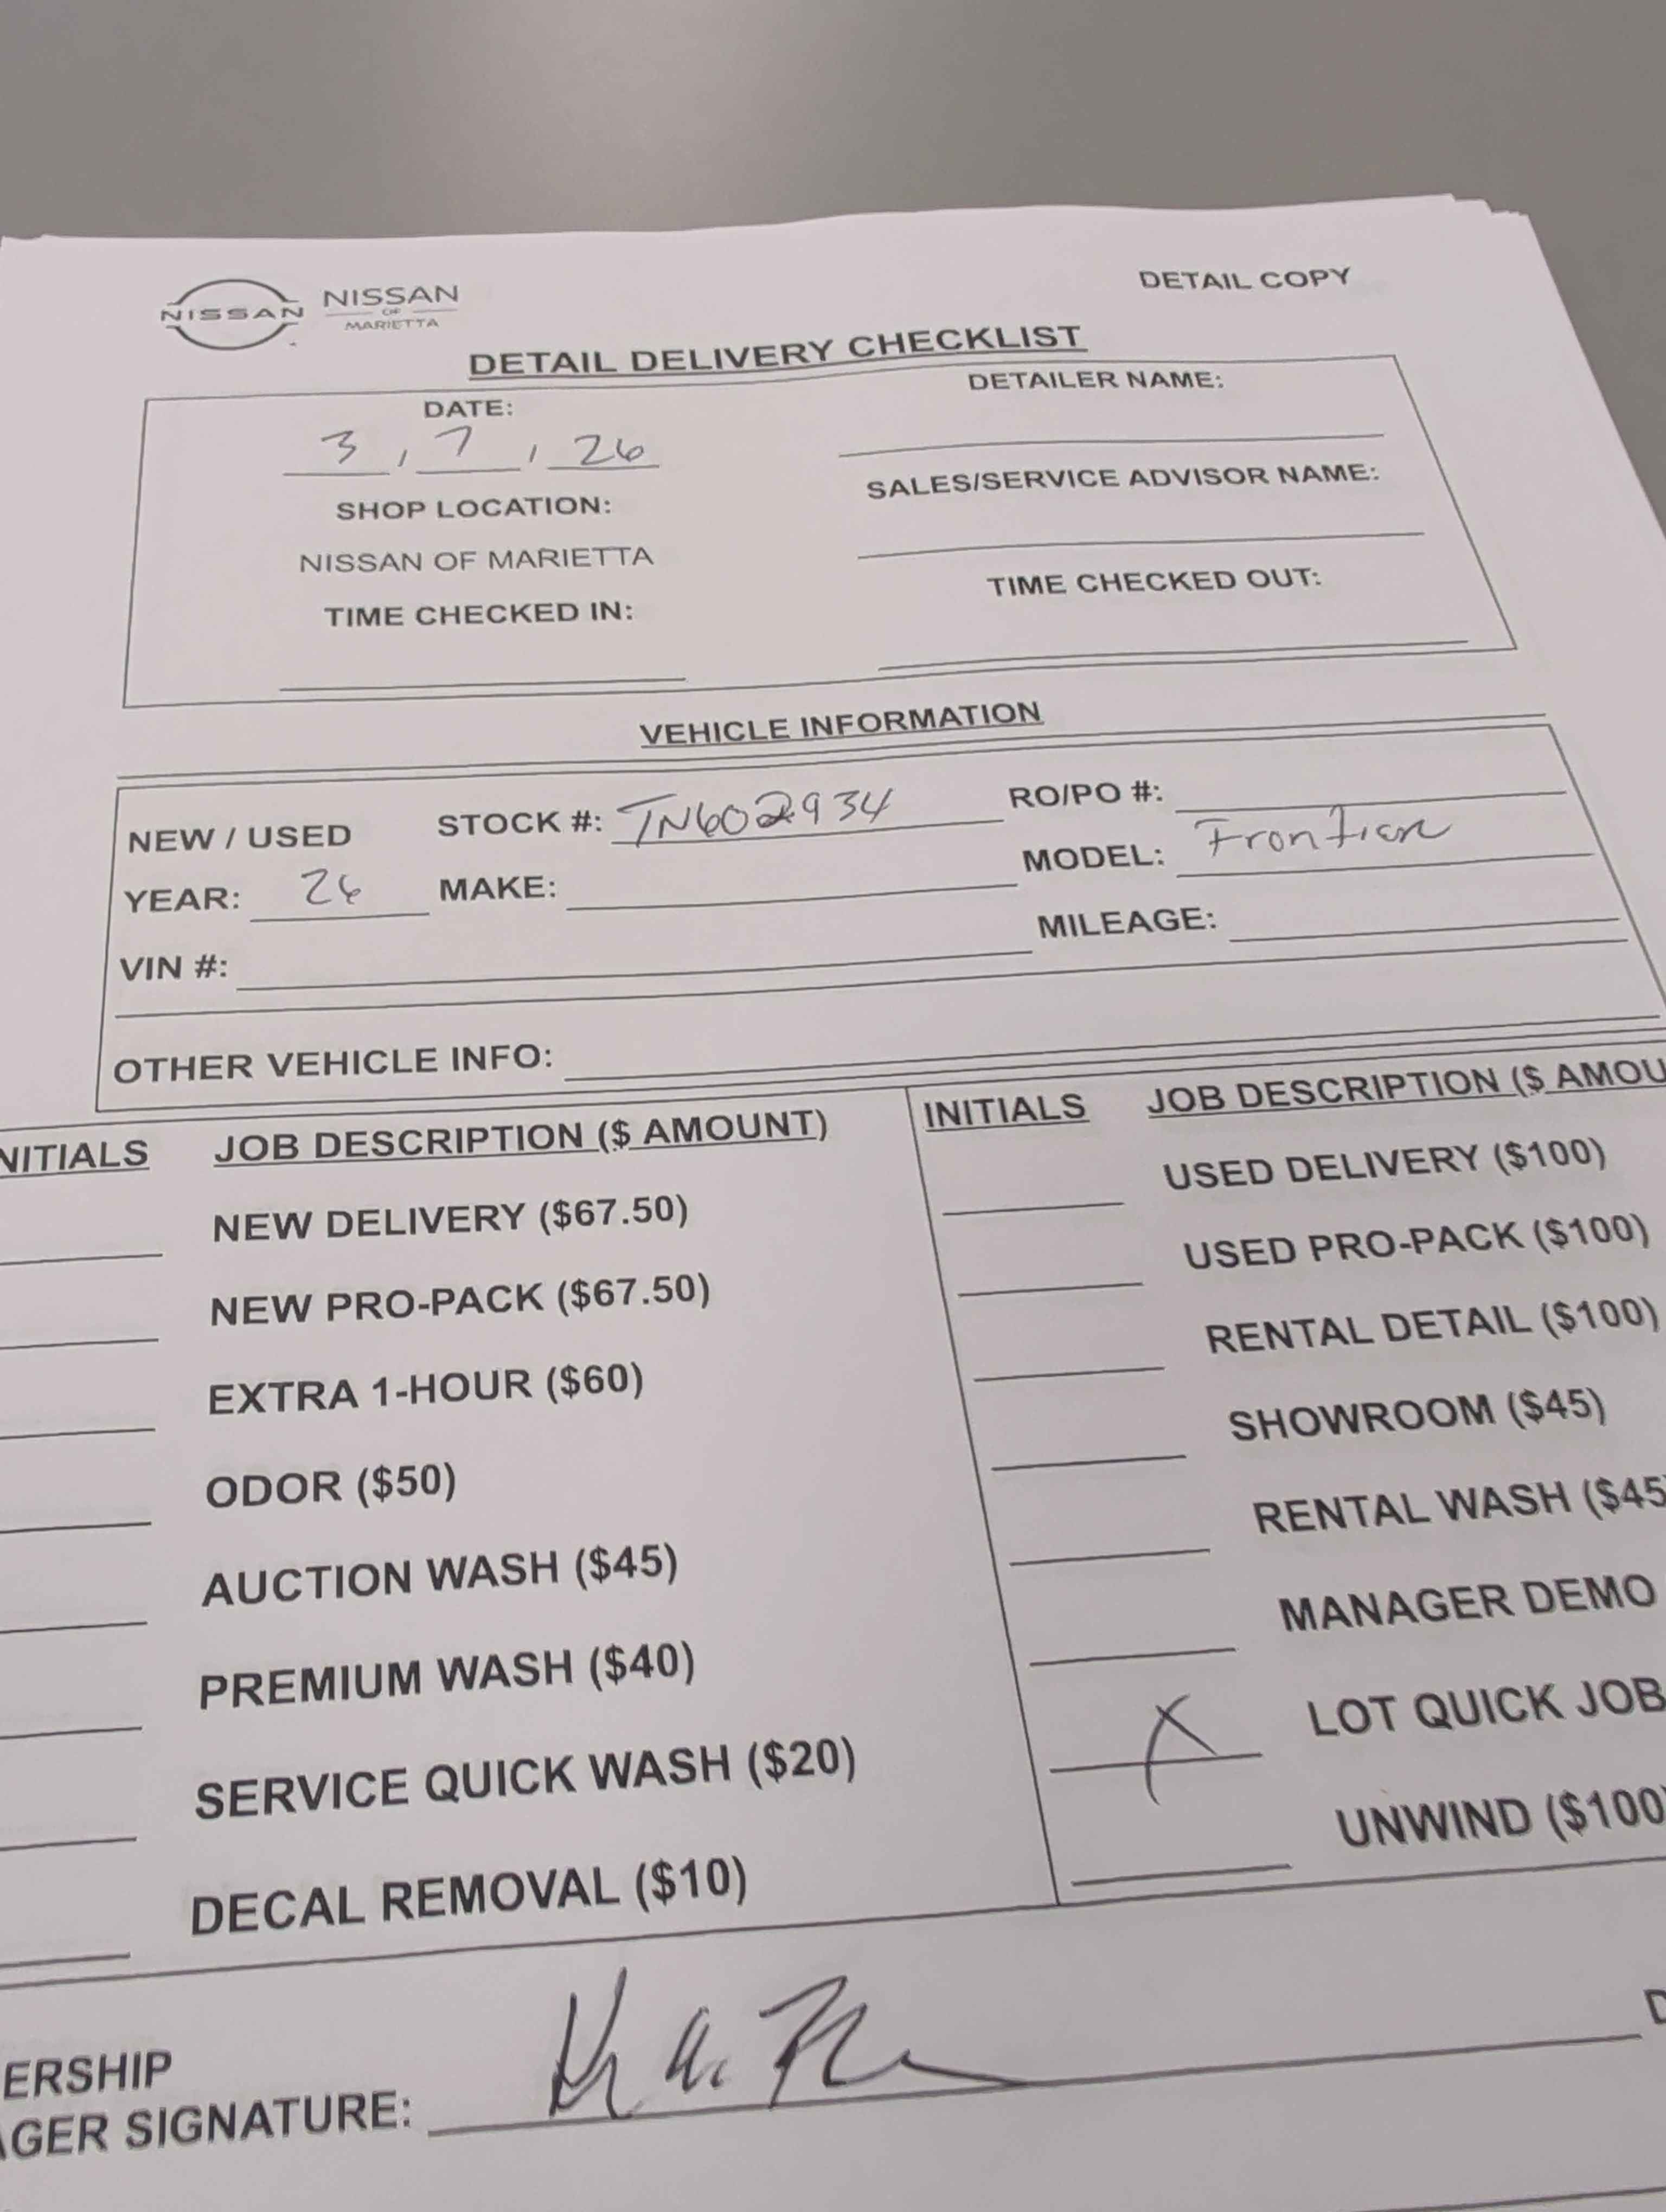 NISSAN NISSAN
OF
MARIETTA
DETAIL COPY
DETAIL DELIVERY CHECKLIST
DATE:
3 / 7 / 26
SHOP LOCATION:
NISSAN OF MARIETTA
TIME CHECKED IN:
DETAILER NAME:
SALES/SERVICE ADVISOR NAME:
TIME CHECKED OUT:
VEHICLE INFORMATION
NEW / USED STOCK #: TN602934 RO/PO #:
YEAR: 26 MAKE: MODEL: Frontier
VIN #: MILEAGE:
OTHER VEHICLE INFO:
NITIALS JOB DESCRIPTION ($ AMOUNT)
NEW DELIVERY ($67.50)
NEW PRO-PACK ($67.50)
EXTRA 1-HOUR ($60)
ODOR ($50)
AUCTION WASH ($45)
PREMIUM WASH ($40)
SERVICE QUICK WASH ($20)
DECAL REMOVAL ($10)
INITIALS JOB DESCRIPTION ($ AMOU
USED DELIVERY ($100)
USED PRO-PACK ($100)
RENTAL DETAIL ($100)
SHOWROOM ($45)
RENTAL WASH ($45
MANAGER DEMO
X LOT QUICK JOB
UNWIND ($100
ERSHIP
AGER SIGNATURE: